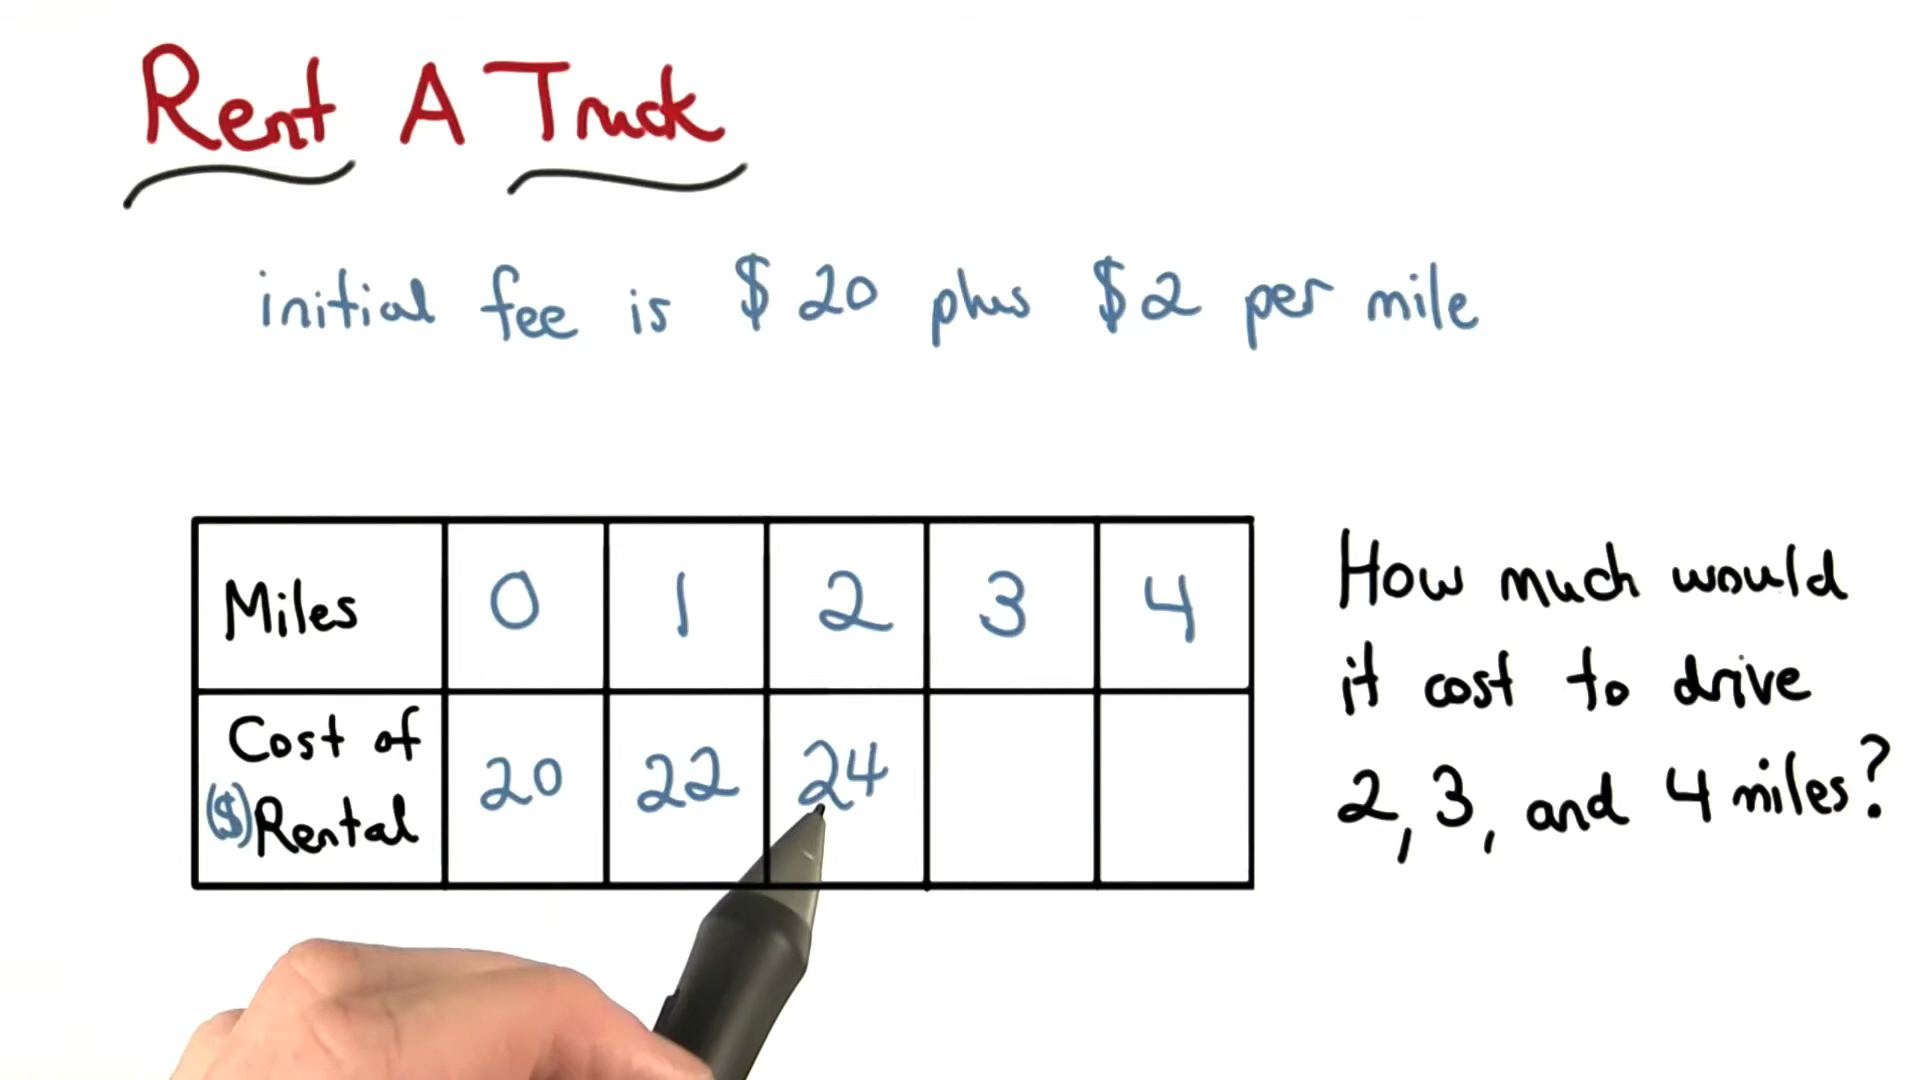 Rent A Truck
initial fee is $20 plus $2 per mile
Miles 0 1 2 3 4
Cost of
($) Rental 20 22 24
How much would
it cost to drive
2, 3, and 4 miles?